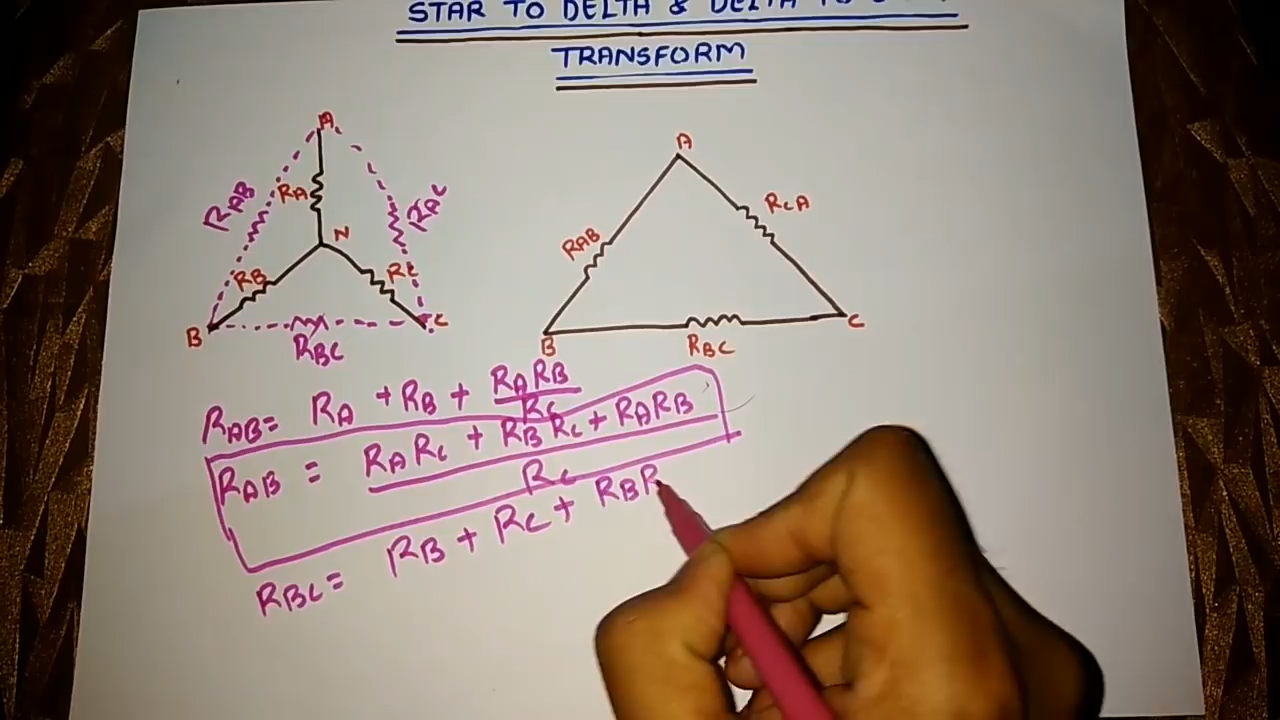 STAR TO DELTA & DELTA TO
TRANSFORM
A
RAB
RA
RAC
N
RB
RC
B
C
RBC
A
RCA
RAB
B
RBC
C
RAB = RA + RB + RARB
RC
RAB = RARC + RBRC + RARB
RC
RBC = RB + RC + RBR